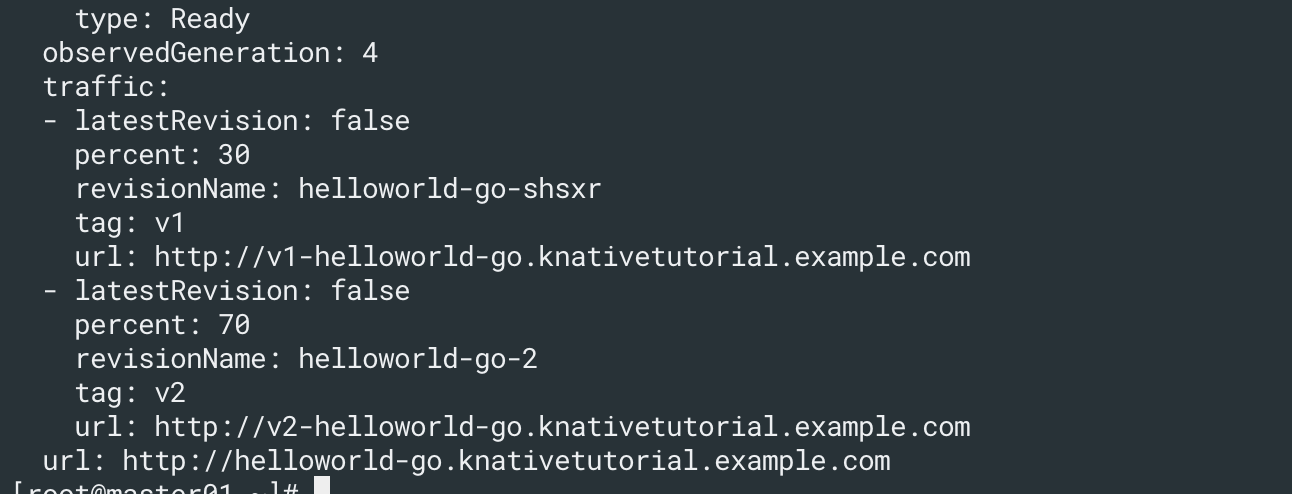 type: Ready
observedGeneration: 4
traffic:
- latestRevision: false
percent: 30
revisionName: helloworld-go-shsxr
tag: v1
url: http://v1-helloworld-go.knativetutorial.example.com
- latestRevision: false
percent: 70
revisionName: helloworld-go-2
tag: v2
url: http://v2-helloworld-go.knativetutorial.example.com
url: http://helloworld-go.knativetutorial.example.com
[root@master01 ~]#